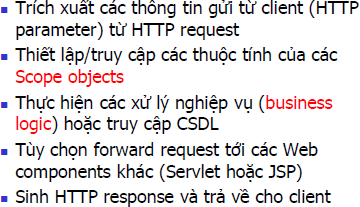 Trích xuất các thông tin gửi từ client (HTTP
parameter) từ HTTP request
Thiết lập/truy cập các thuộc tính của các
Scope objects
Thực hiện các xử lý nghiệp vụ (business
logic) hoặc truy cập CSDL
Tùy chọn forward request tới các Web
components khác (Servlet hoặc JSP)
Sinh HTTP response và trả về cho client